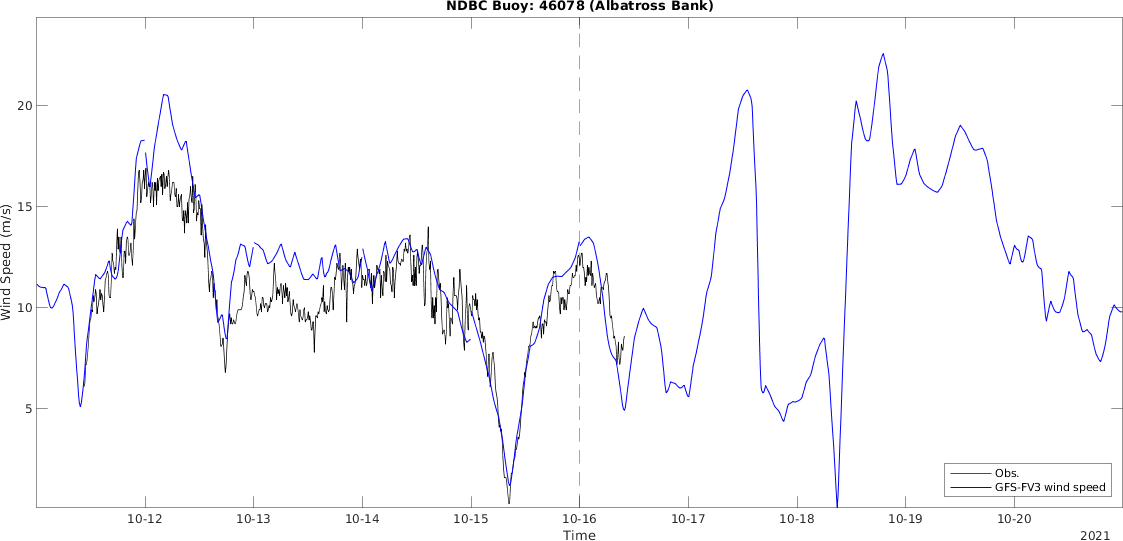 NDBC Buoy: 46078 (Albatross Bank)
20
15
10
5
Wind Speed (m/s)
10-12
10-13
10-14
10-15
10-16
10-17
10-18
10-19
10-20
Time
2021
Obs.
GFS-FV3 wind speed